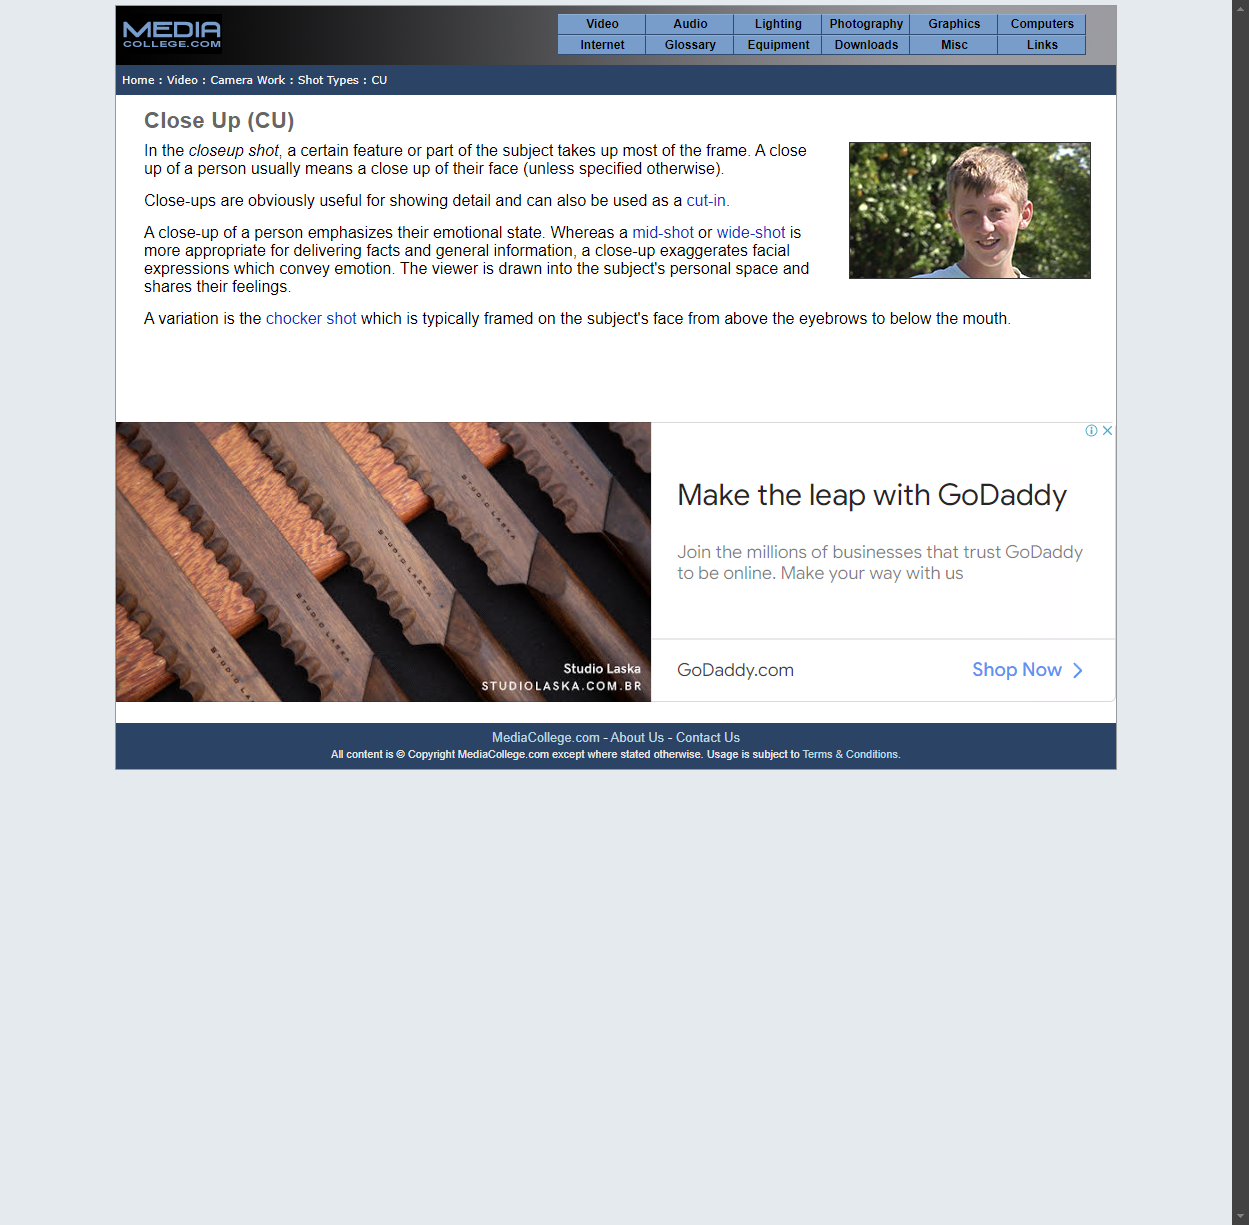 MEDIA
COLLEGE.COM
Video Audio Lighting Photography Graphics Computers
Internet Glossary Equipment Downloads Misc Links
Home : Video : Camera Work : Shot Types : CU
Close Up (CU)
In the closeup shot, a certain feature or part of the subject takes up most of the frame. A close
up of a person usually means a close up of their face (unless specified otherwise).
Close-ups are obviously useful for showing detail and can also be used as a cut-in.
A close-up of a person emphasizes their emotional state. Whereas a mid-shot or wide-shot is
more appropriate for delivering facts and general information, a close-up exaggerates facial
expressions which convey emotion. The viewer is drawn into the subject's personal space and
shares their feelings.
A variation is the chocker shot which is typically framed on the subject's face from above the eyebrows to below the mouth.
STUDIO LASKA
STUDIO LASKA
STUDIO LASKA
STUDIO LASKA
Studio Laska
STUDIOLASKA.COM.BR
Make the leap with GoDaddy
Join the millions of businesses that trust GoDaddy
to be online. Make your way with us
GoDaddy.com
Shop Now
MediaCollege.com - About Us - Contact Us
All content is © Copyright MediaCollege.com except where stated otherwise. Usage is subject to Terms & Conditions.